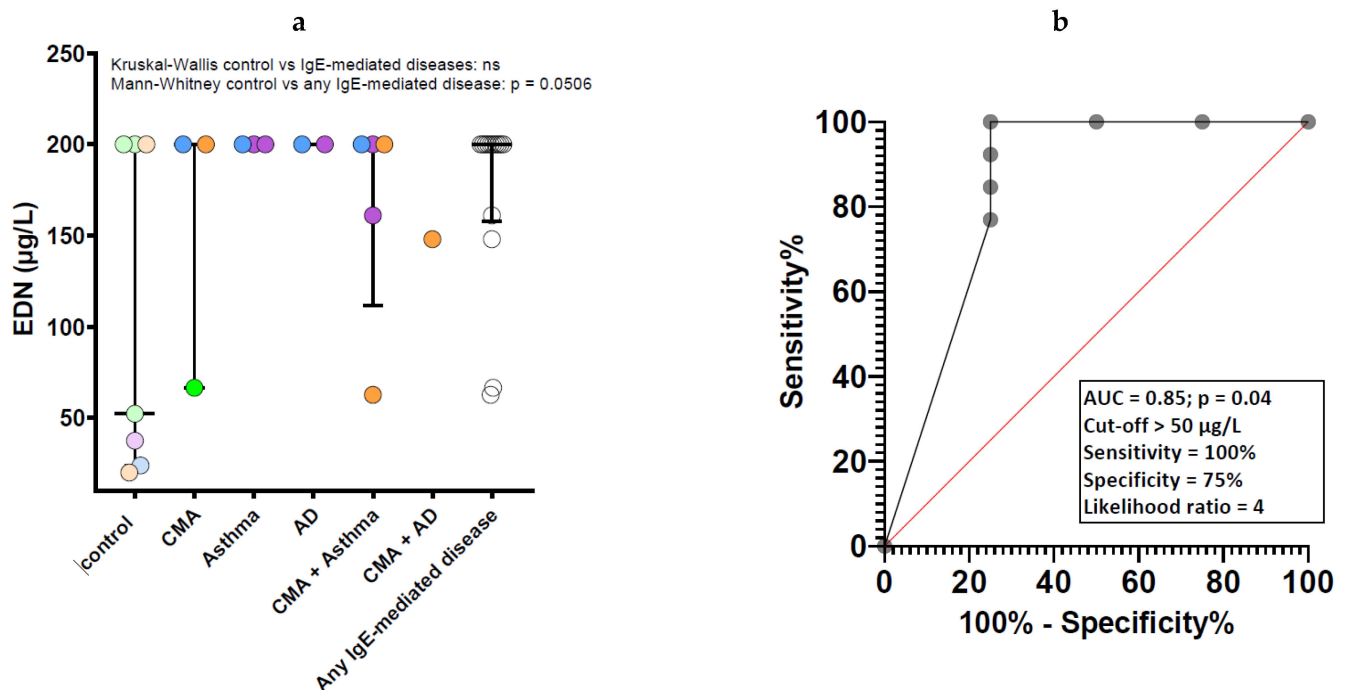 a
b
Kruskal-Wallis control vs IgE-mediated diseases: ns
Mann-Whitney control vs any IgE-mediated disease: p = 0.0506
EDN (µg/L)
250
200
150
100
50
control
CMA
Asthma
AD
CMA + Asthma
CMA + AD
Any IgE-mediated disease
Sensitivity%
100
80
60
40
20
0
AUC = 0.85; p = 0.04
Cut-off > 50 µg/L
Sensitivity = 100%
Specificity = 75%
Likelihood ratio = 4
0 20 40 60 80 100
100% - Specificity%